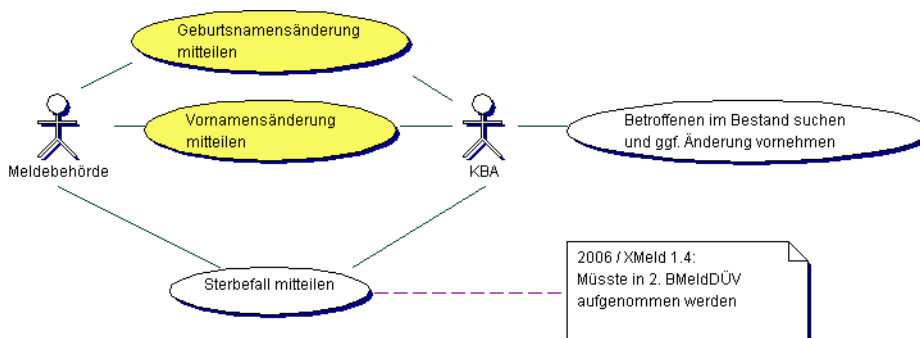 Geburtsnamensänderung
mitteilen
Vornamensänderung
mitteilen
Betroffenen im Bestand suchen
und ggf. Änderung vornehmen
Meldebehörde
KBA
Sterbefall mitteilen
2006 / XMeld 1.4:
Müsste in 2. BMeldDÜV
aufgenommen werden